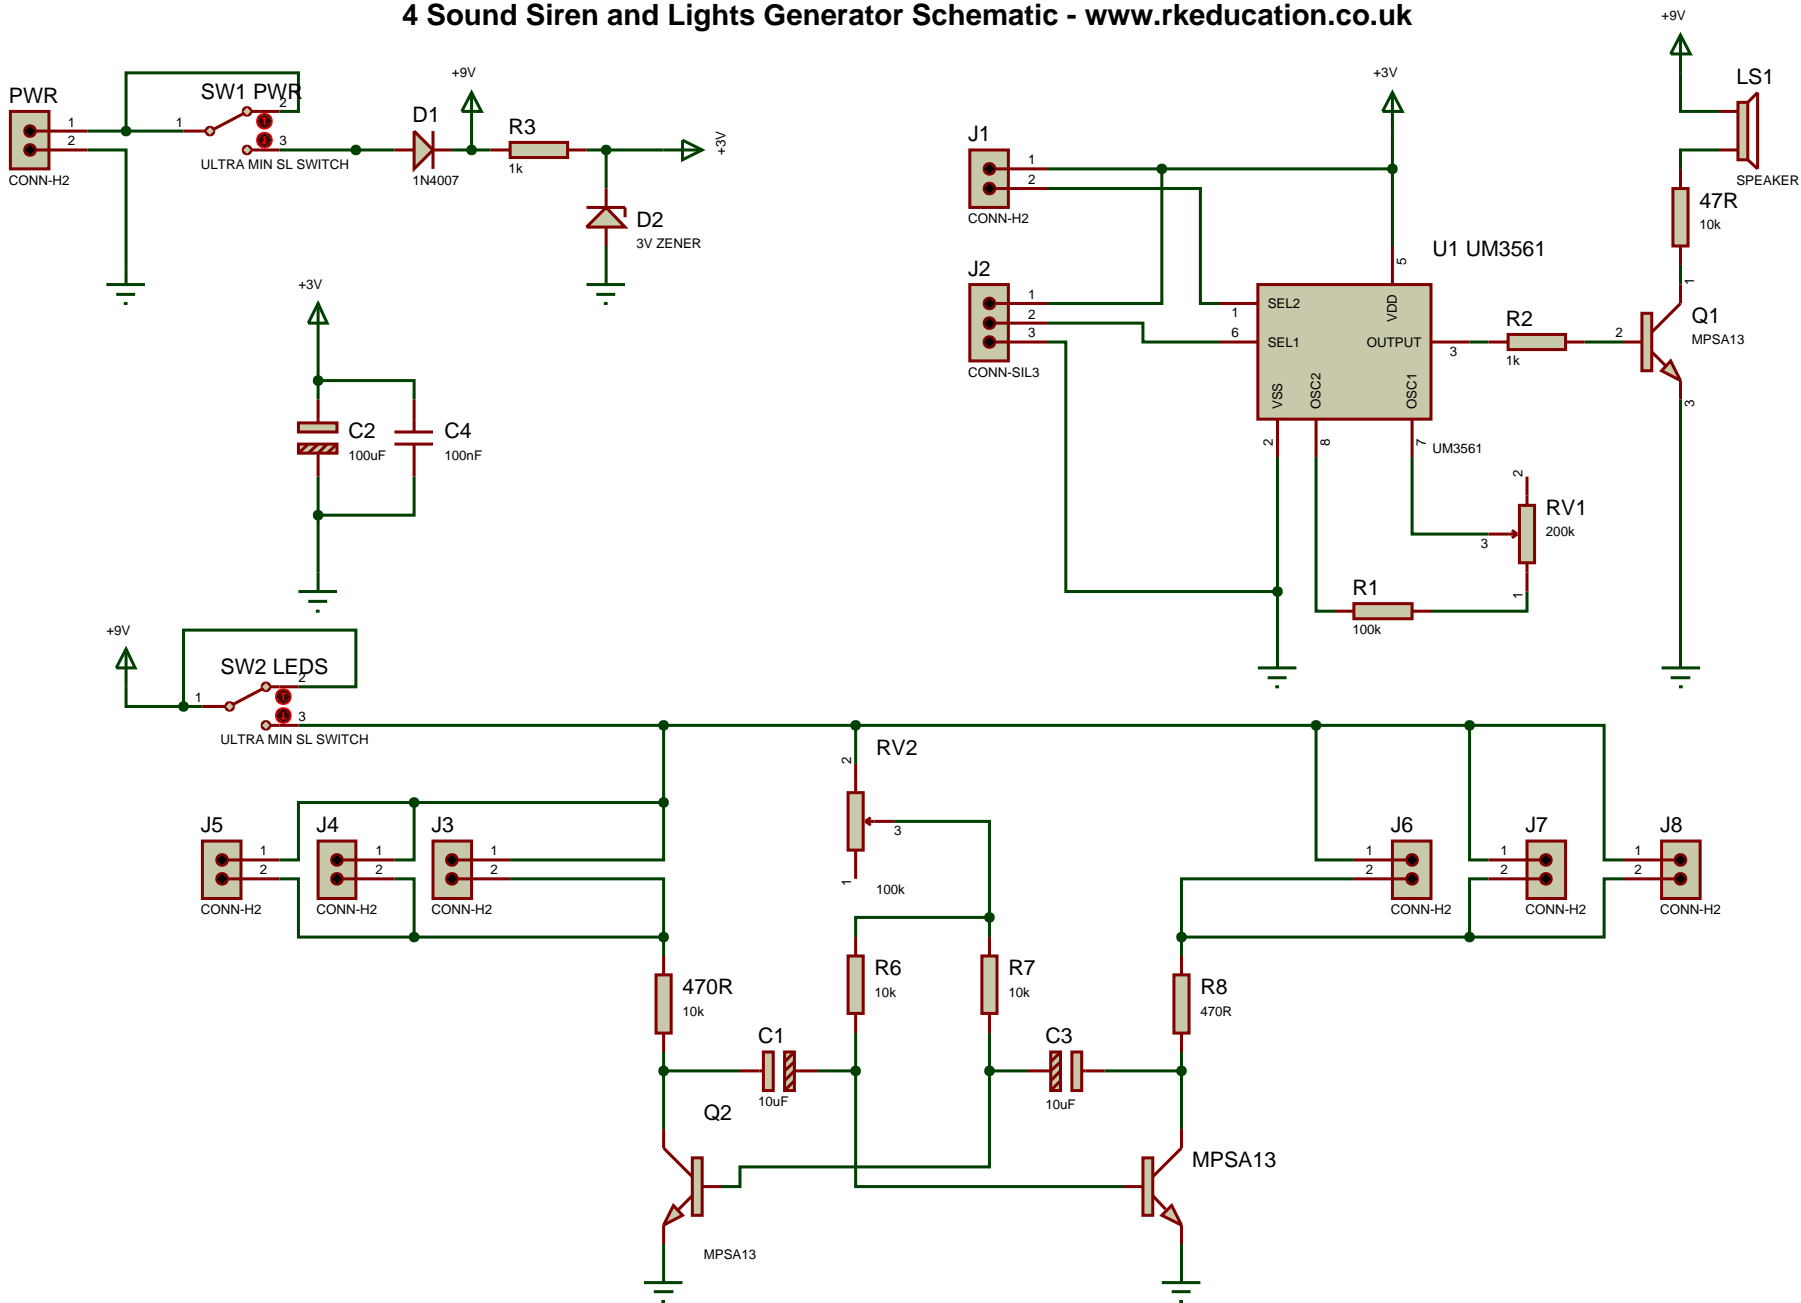 4 Sound Siren and Lights Generator Schematic - www.rkeducation.co.uk
PWR
1
2
CONN-H2
SW1 PWR
1
2
3
ULTRA MIN SL SWITCH
D1
1N4007
+9V
R3
1k
+3V
D2
3V ZENER
+3V
C2
100uF
C4
100nF
J1
1
2
CONN-H2
J2
1
2
3
CONN-SIL3
+3V
U1 UM3561
5
VDD
SEL2
1
SEL1
6
OUTPUT
3
VSS
OSC2
OSC1
2
8
7
UM3561
R2
1k
+9V
LS1
SPEAKER
47R
10k
1
Q1
MPSA13
2
3
RV1
200k
2
3
1
R1
100k
+9V
SW2 LEDS
1
2
3
ULTRA MIN SL SWITCH
RV2
2
3
1
100k
J5
1
2
CONN-H2
J4
1
2
CONN-H2
J3
1
2
CONN-H2
J6
1
2
CONN-H2
J7
1
2
CONN-H2
J8
1
2
CONN-H2
470R
10k
R6
10k
R7
10k
R8
470R
C1
10uF
C3
10uF
Q2
MPSA13
MPSA13